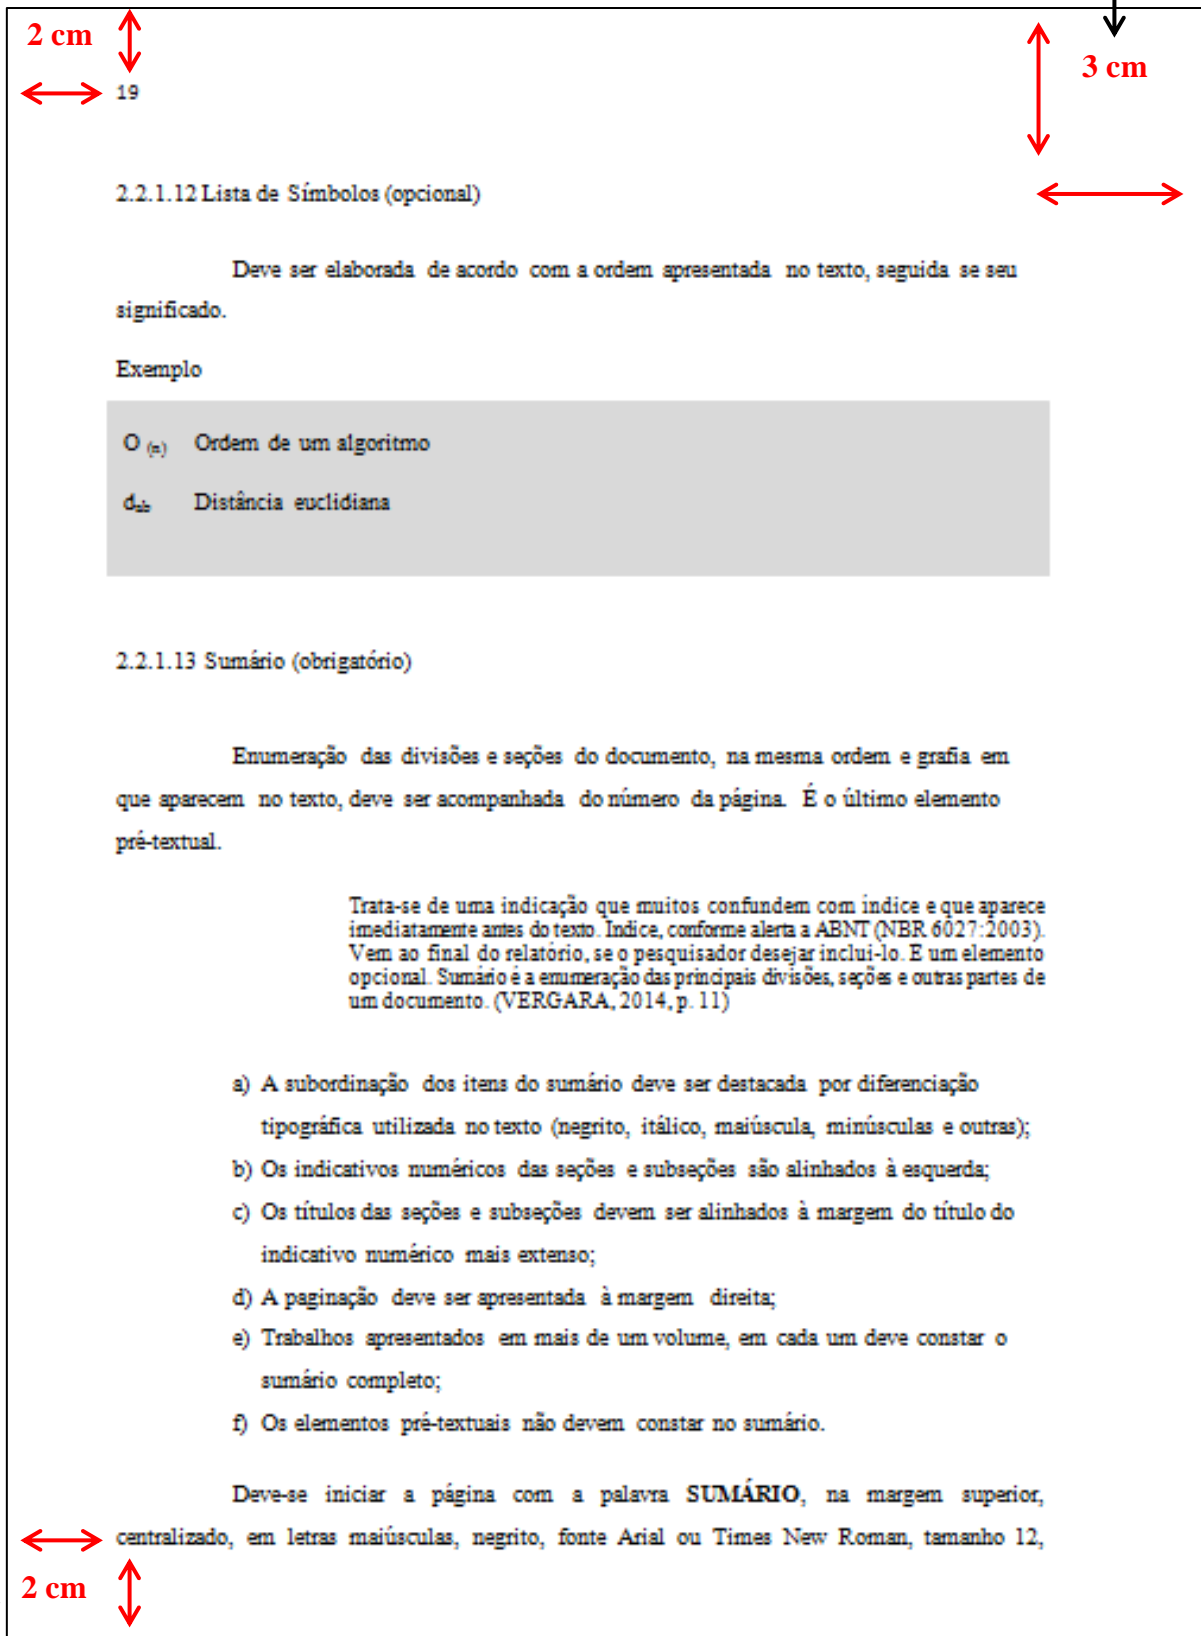 2 cm
3 cm
19
2.2.1.12 Lista de Símbolos (opcional)
Deve ser elaborada de acordo com a ordem apresentada no texto, seguida se seu
significado.
Exemplo
O (n) Ordem de um algoritmo
dab Distância euclidiana
2.2.1.13 Sumário (obrigatório)
Enumeração das divisões e seções do documento, na mesma ordem e grafia em
que aparecem no texto, deve ser acompanhada do número da página. É o último elemento
pré-textual.
Trata-se de uma indicação que muitos confundem com índice e que aparece
imediatamente antes do texto. Índice, conforme alerta a ABNT (NBR 6027:2003).
Vem ao final do relatório, se o pesquisador desejar inclui-lo. E um elemento
opcional. Sumário é a enumeração das principais divisões, seções e outras partes de
um documento. (VERGARA, 2014, p. 11)
a) A subordinação dos itens do sumário deve ser destacada por diferenciação
tipográfica utilizada no texto (negrito, itálico, maiúscula, minúsculas e outras);
b) Os indicativos numéricos das seções e subseções são alinhados à esquerda;
c) Os títulos das seções e subseções devem ser alinhados à margem do título do
indicativo numérico mais extenso;
d) A paginação deve ser apresentada à margem direita;
e) Trabalhos apresentados em mais de um volume, em cada um deve constar o
sumário completo;
f) Os elementos pré-textuais não devem constar no sumário.
Deve-se iniciar a página com a palavra SUMÁRIO, na margem superior,
centralizado, em letras maiúsculas, negrito, fonte Arial ou Times New Roman, tamanho 12,
2 cm